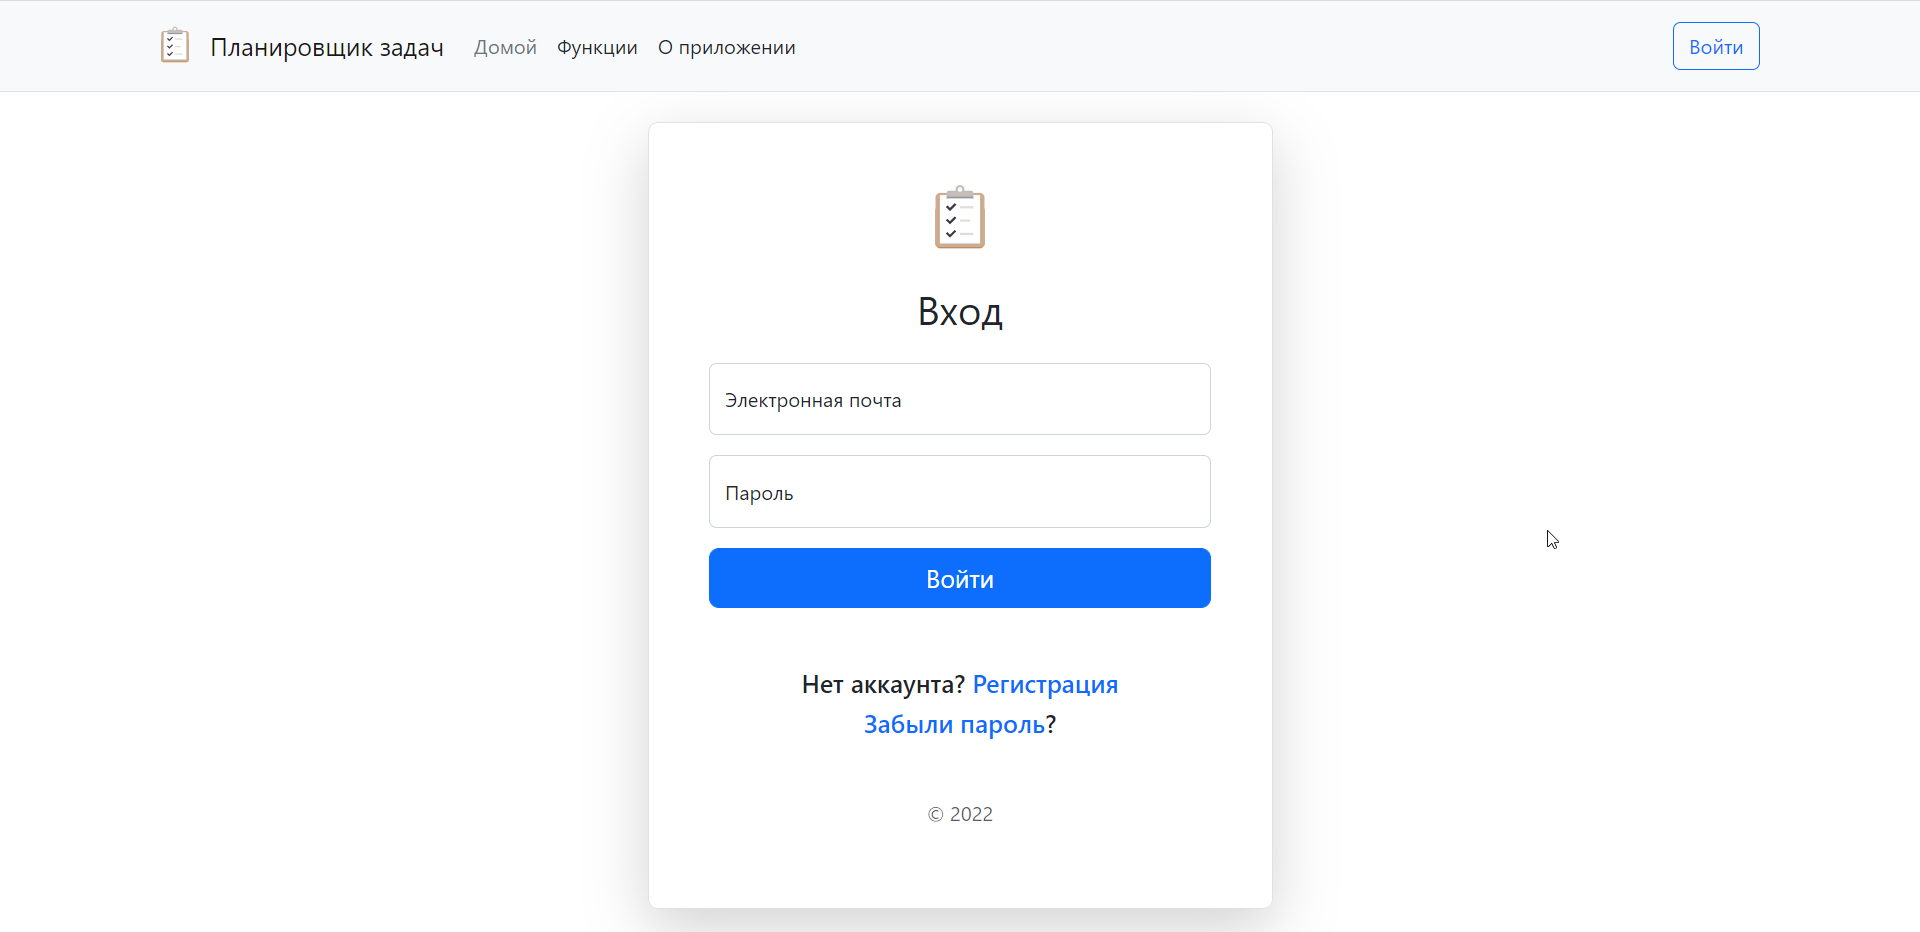 Планировщик задач Домой Функции О приложении Войти
Вход
Электронная почта
Пароль
Войти
Нет аккаунта? Регистрация
Забыли пароль?
© 2022